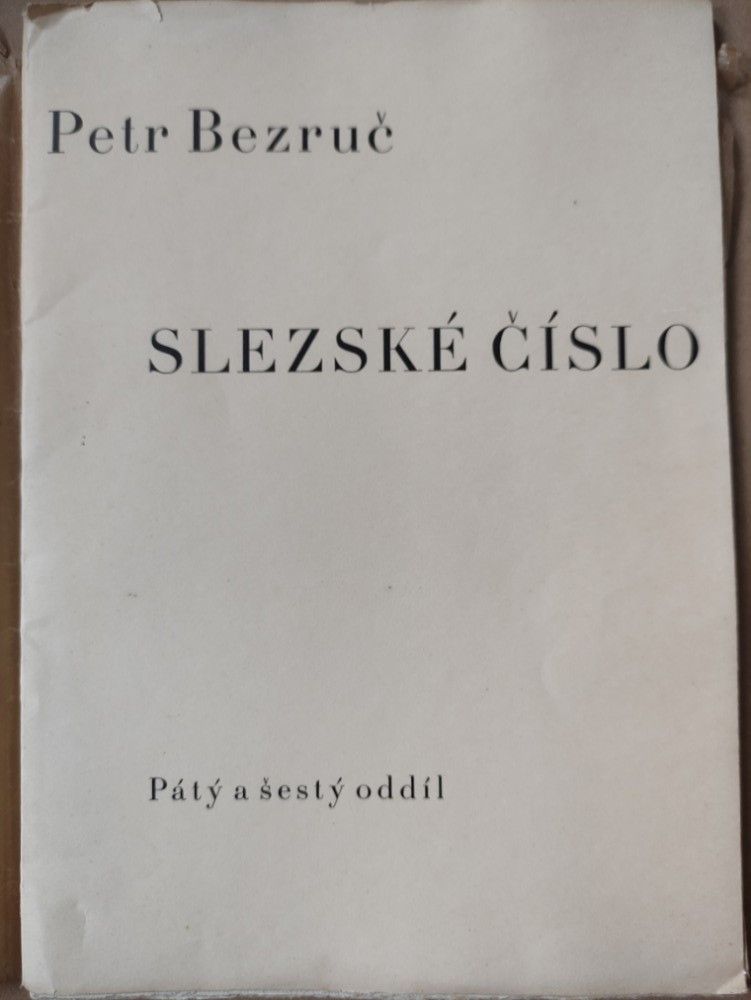 Petr Bezruč
SLEZSKÉ ČÍSLO
Pátý a šestý oddíl